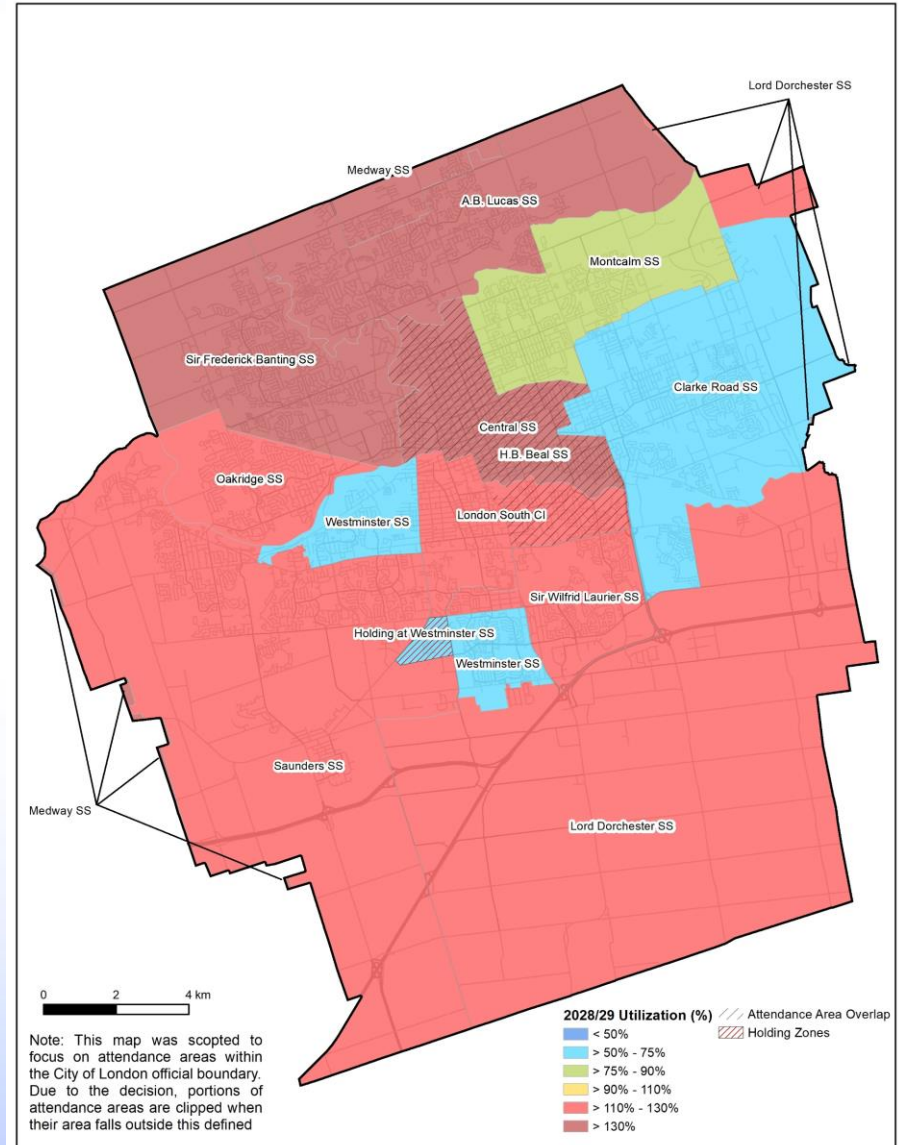 Lord Dorchester SS
Medway SS
A.B. Lucas SS
Montcalm SS
Sir Frederick Banting SS
Clarke Road SS
Central SS
H.B. Beal SS
Oakridge SS
Westminster SS
London South CI
Sir Wilfrid Laurier SS
Holding at Westminster SS
Westminster SS
Saunders SS
Medway SS
Lord Dorchester SS
0 2 4 km
Note: This map was scopted to
focus on attendance areas within
the City of London official boundary.
Due to the decision, portions of
attendance areas are clipped when
their area falls outside this defined
2028/29 Utilization (%)
< 50%
> 50% - 75%
> 75% - 90%
> 90% - 110%
> 110% - 130%
> 130%
Attendance Area Overlap
Holding Zones